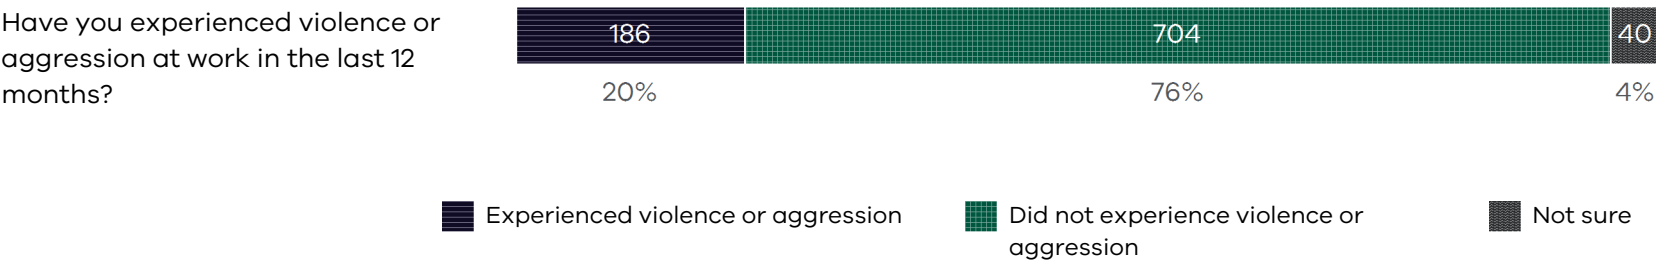 Have you experienced violence or
aggression at work in the last 12
months?
186
704
40
20%
76%
4%
Experienced violence or aggression
Did not experience violence or
aggression
Not sure